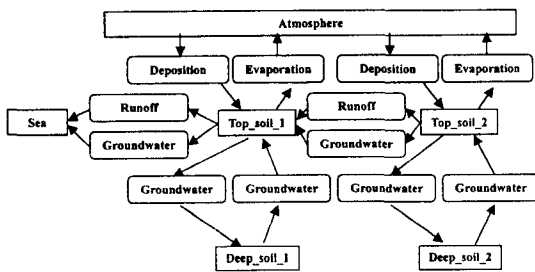 Atmosphere
Deposition
Evaporation
Deposition
Evaporation
Runoff
Runoff
Sea
Top_soil_1
Top_soil_2
Groundwater
Groundwater
Groundwater
Groundwater
Groundwater
Groundwater
Deep_soil_1
Deep_soil_2